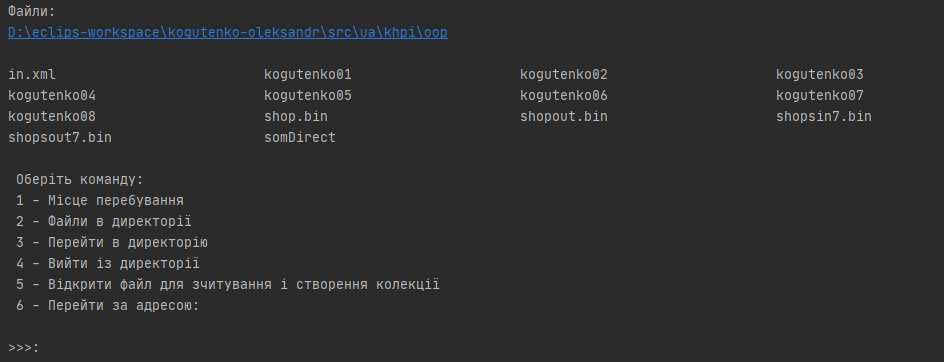 Файли:
D:\eclips-workspace\kogutenko-oleksandr\src\ua\khpi\oop
in.xml kogutenko01 kogutenko02 kogutenko03
kogutenko04 kogutenko05 kogutenko06 kogutenko07
kogutenko08 shop.bin shopout.bin shopsin7.bin
shopsout7.bin somDirect
Оберіть команду:
1 - Місце перебування
2 - Файли в директорії
3 - Перейти в директорію
4 - Вийти із директорії
5 - Відкрити файл для зчитування і створення колекції
6 - Перейти за адресою:
>>>: